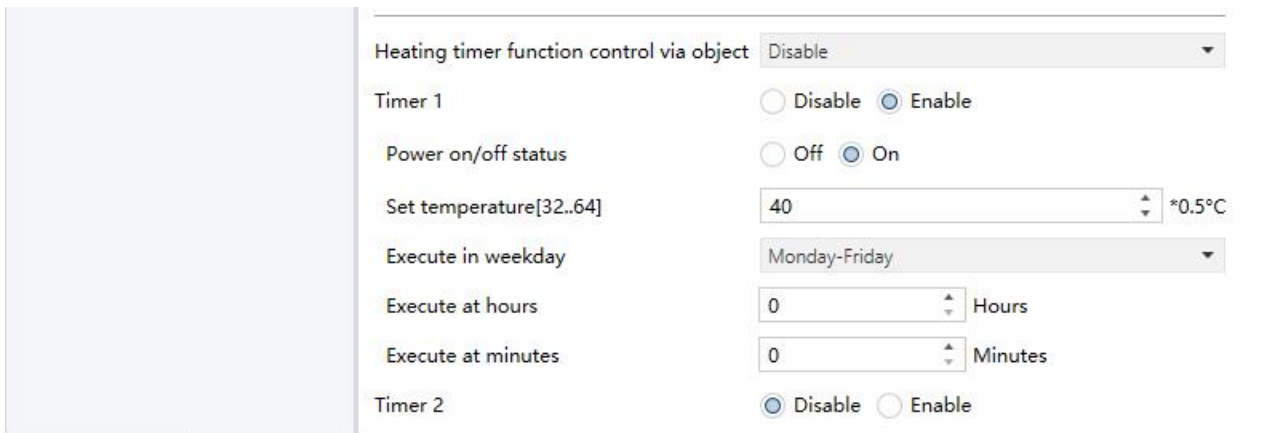 Heating timer function control via object Disable
Timer 1 Disable Enable
Power on/off status Off On
Set temperature[32..64] 40 *0.5°C
Execute in weekday Monday-Friday
Execute at hours 0 Hours
Execute at minutes 0 Minutes
Timer 2 Disable Enable